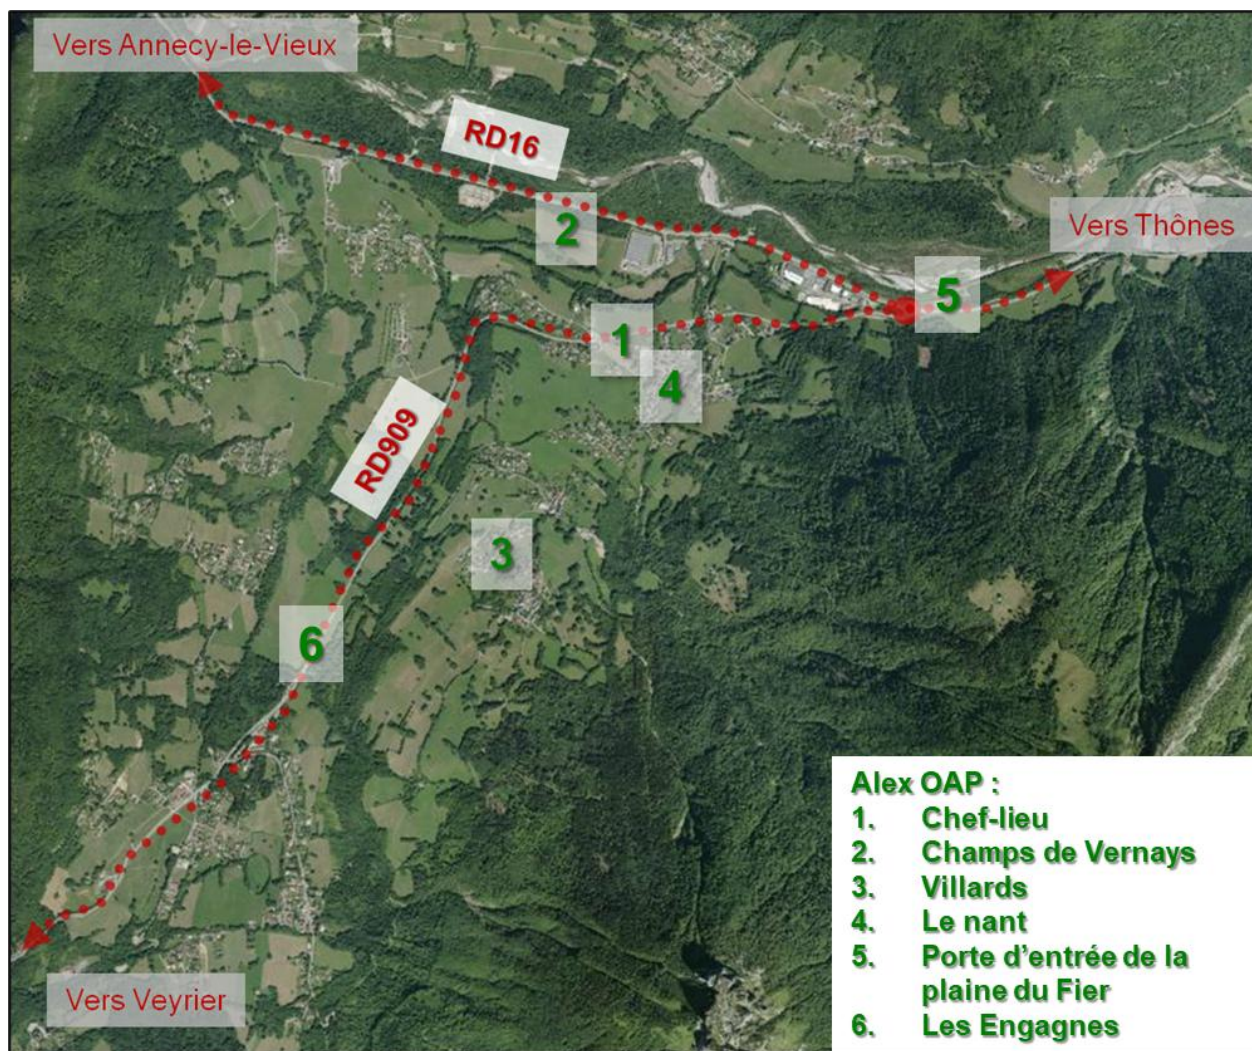 Vers Annecy-le-Vieux
RD16
2
Vers Thônes
5
1
4
RD909
3
6
Vers Veyrier
Alex OAP :
1. Chef-lieu
2. Champs de Vernays
3. Villards
4. Le nant
5. Porte d’entrée de la
plaine du Fier
6. Les Engagnes